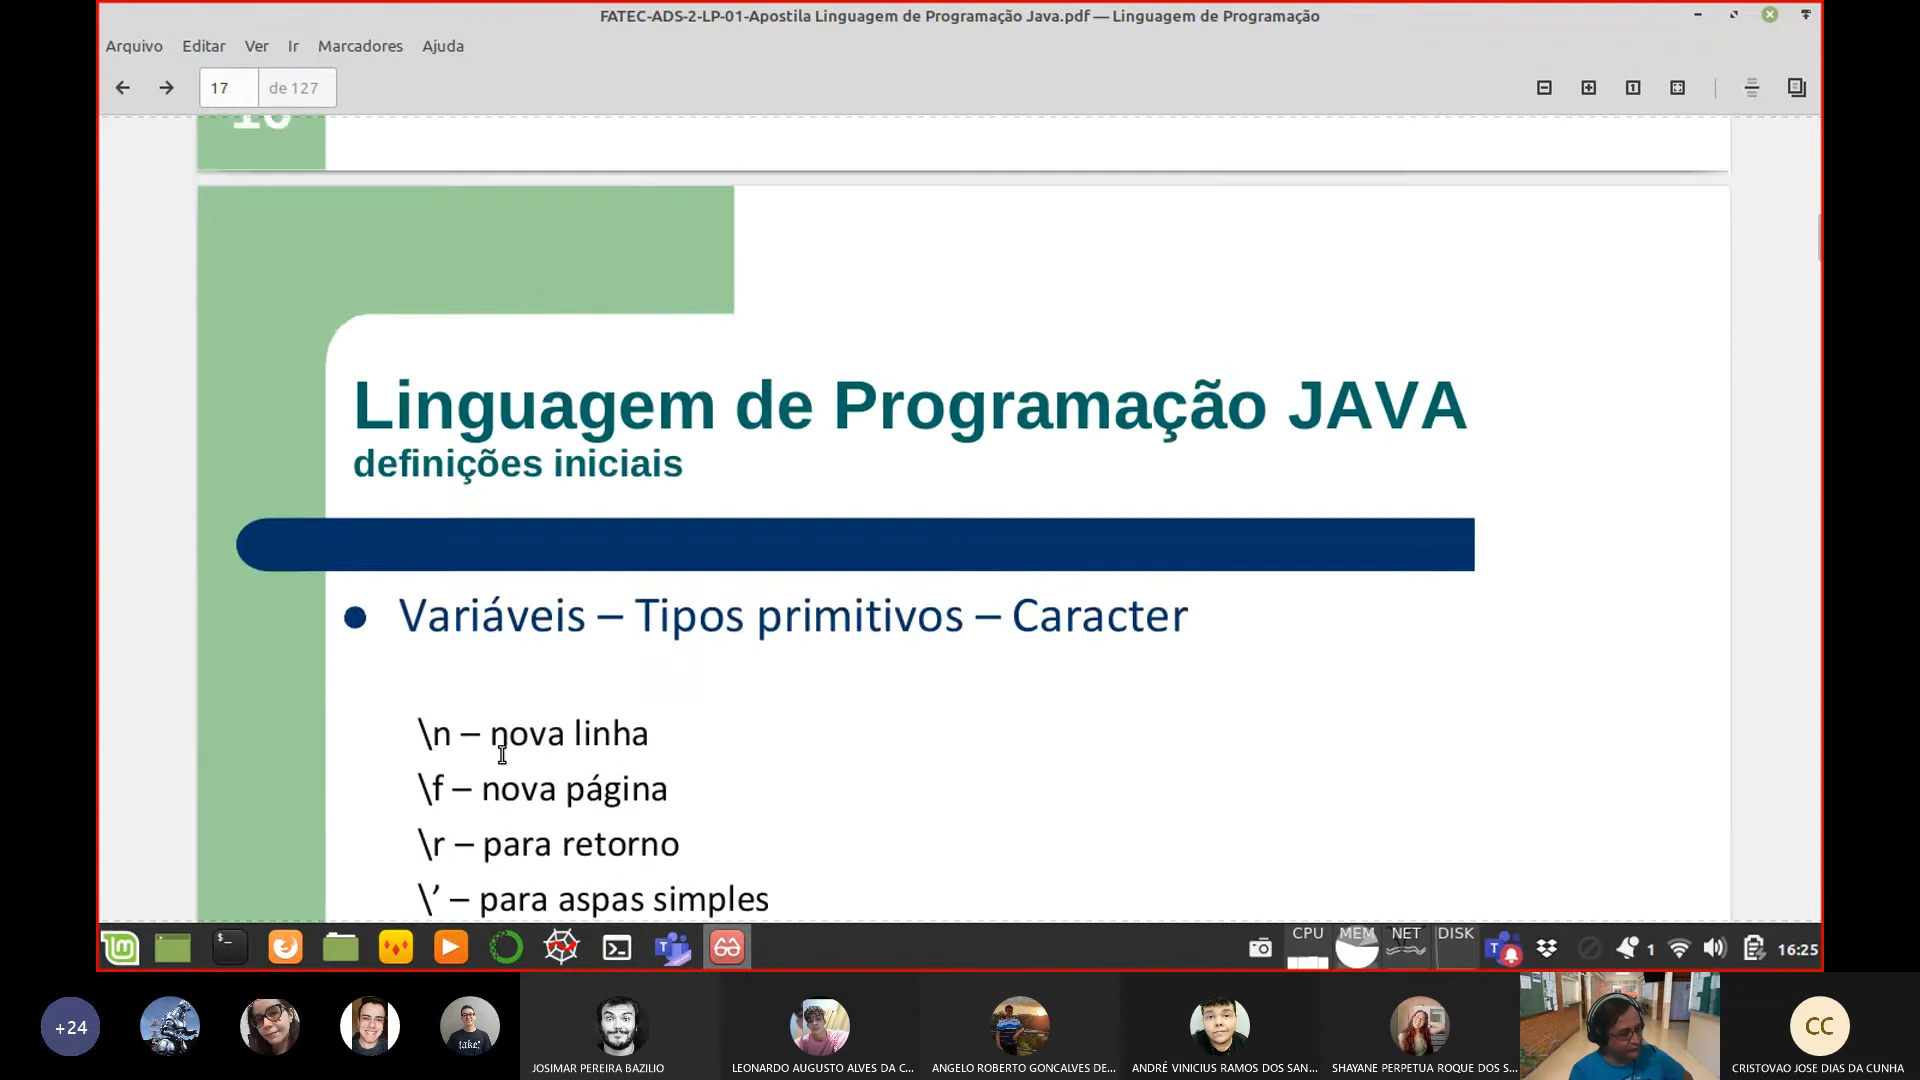 FATEC-ADS-2-LP-01-Apostila Linguagem de Programação Java.pdf — Linguagem de Programação
Arquivo Editar Ver Ir Marcadores Ajuda
17 de 127
Linguagem de Programação JAVA
definições iniciais
Variáveis – Tipos primitivos – Caracter
\n – nova linha
\f – nova página
\r – para retorno
\’ – para aspas simples
CPU MEM NET DISK
1 16:25
+24
take!
CC
JOSIMAR PEREIRA BAZILIO LEONARDO AUGUSTO ALVES DA C... ANGELO ROBERTO GONCALVES DE... ANDRÉ VINICIUS RAMOS DOS SAN... SHAYANE PERPETUA ROQUE DOS S... CRISTOVAO JOSE DIAS DA CUNHA